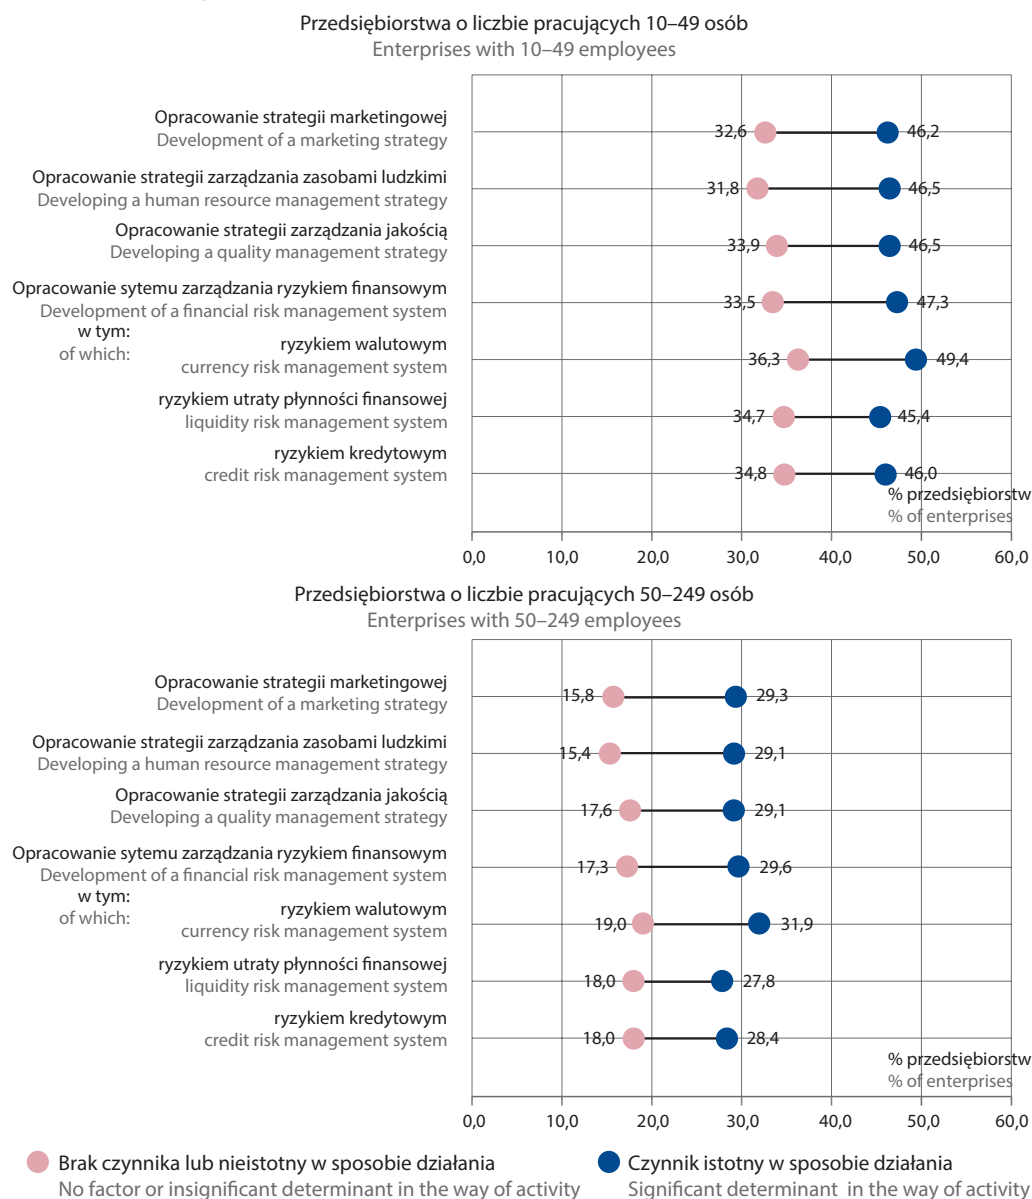 Przedsiębiorstwa o liczbie pracujących 10–49 osób
Enterprises with 10–49 employees
Opracowanie strategii marketingowej
Development of a marketing strategy
32,6 46,2
Opracowanie strategii zarządzania zasobami ludzkimi
Developing a human resource management strategy
31,8 46,5
Opracowanie strategii zarządzania jakością
Developing a quality management strategy
33,9 46,5
Opracowanie sytemu zarządzania ryzykiem finansowym
Development of a financial risk management system
33,5 47,3
w tym:
of which:
ryzykiem walutowym
currency risk management system
36,3 49,4
ryzykiem utraty płynności finansowej
liquidity risk management system
34,7 45,4
ryzykiem kredytowym
credit risk management system
34,8 46,0
% przedsiębiorstw
% of enterprises
0,0 10,0 20,0 30,0 40,0 50,0 60,0
Przedsiębiorstwa o liczbie pracujących 50–249 osób
Enterprises with 50–249 employees
Opracowanie strategii marketingowej
Development of a marketing strategy
15,8 29,3
Opracowanie strategii zarządzania zasobami ludzkimi
Developing a human resource management strategy
15,4 29,1
Opracowanie strategii zarządzania jakością
Developing a quality management strategy
17,6 29,1
Opracowanie sytemu zarządzania ryzykiem finansowym
Development of a financial risk management system
17,3 29,6
w tym:
of which:
ryzykiem walutowym
currency risk management system
19,0 31,9
ryzykiem utraty płynności finansowej
liquidity risk management system
18,0 27,8
ryzykiem kredytowym
credit risk management system
18,0 28,4
% przedsiębiorstw
% of enterprises
0,0 10,0 20,0 30,0 40,0 50,0 60,0
Brak czynnika lub nieistotny w sposobie działania
No factor or insignificant determinant in the way of activity
Czynnik istotny w sposobie działania
Significant determinant in the way of activity